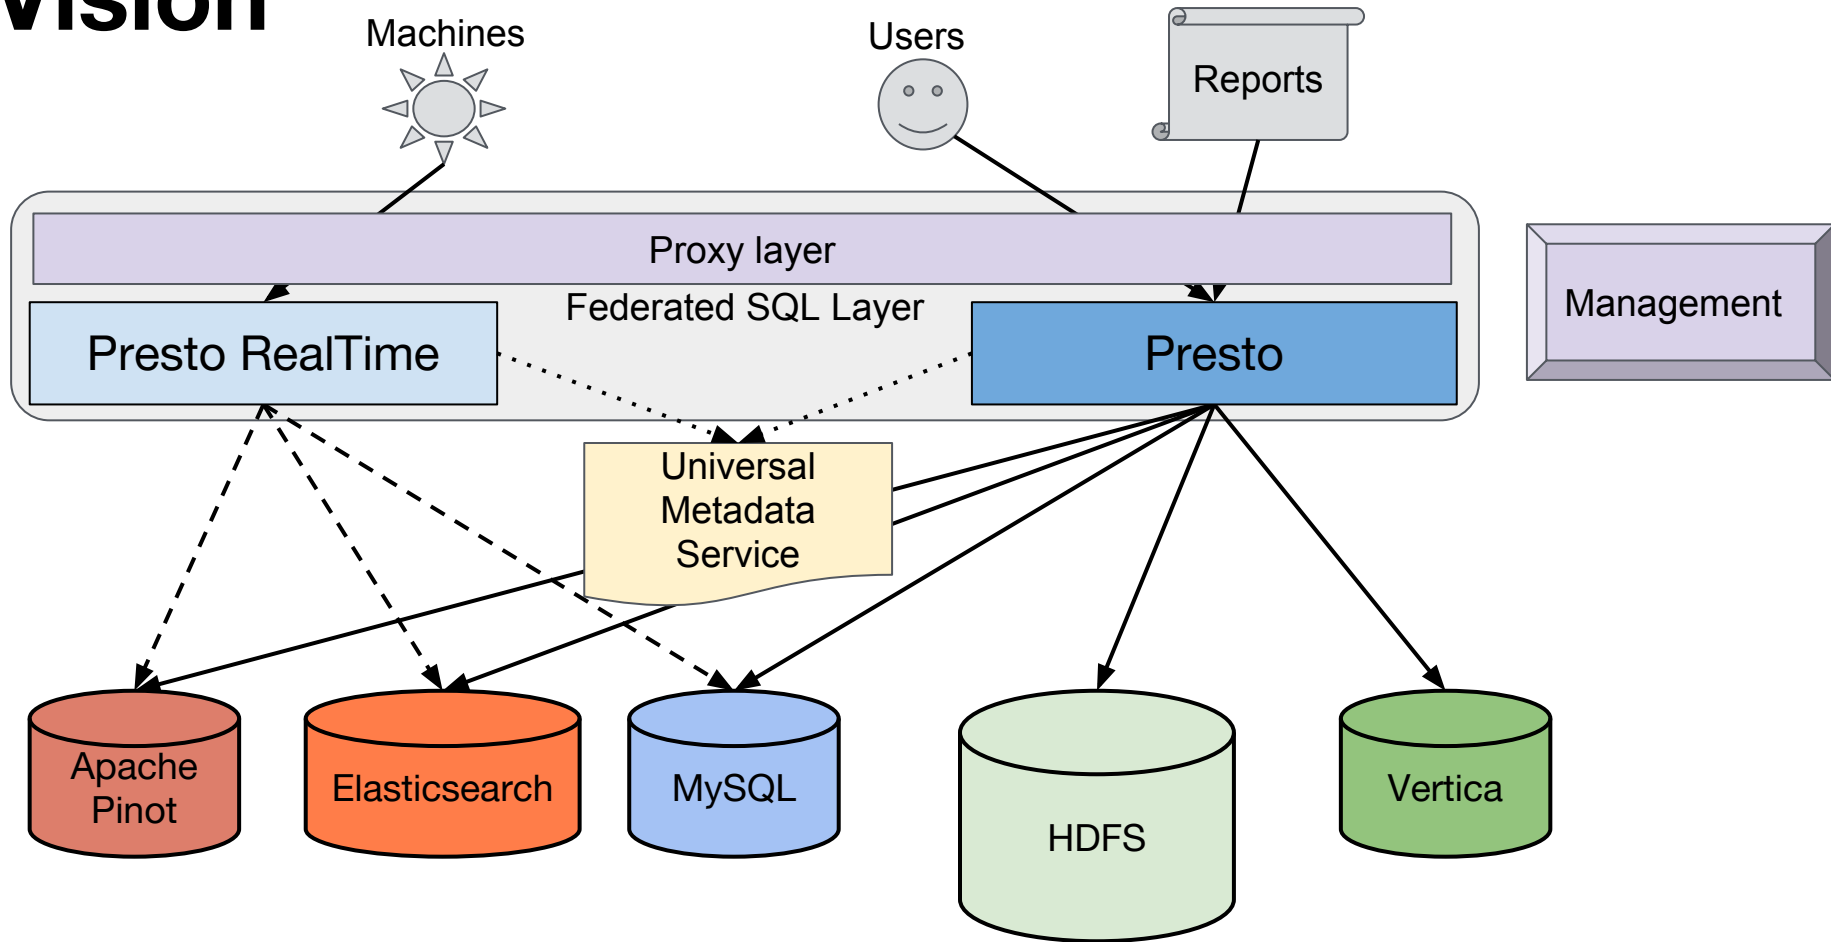 Vision
Machines
Users
Reports
Proxy layer
Federated SQL Layer
Management
Presto RealTime
Presto
Universal
Metadata
Service
Apache
Pinot
Elasticsearch
MySQL
HDFS
Vertica